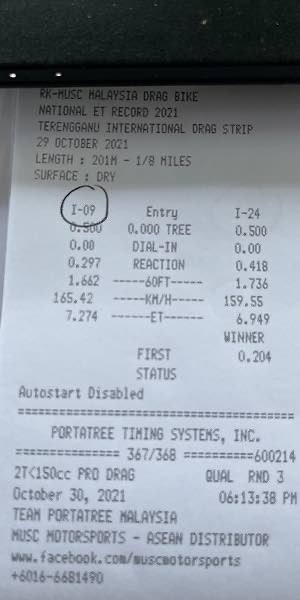 RK-MUSC MALAYSIA DRAG BIKE
NATIONAL ET RECORD 2021
TERENGGANU INTERNATIONAL DRAG STRIP
29 OCTOBER 2021
LENGTH : 201M - 1/8 MILES
SURFACE : DRY
I-09 Entry I-24
0.500 0.000 TREE 0.500
0.00 DIAL-IN 0.00
0.297 REACTION 0.418
1.662 -----60FT----- 1.736
165.42 -----KM/H----- 159.55
7.274 ------ET------ 6.949
WINNER
FIRST 0.204
STATUS
Autostart Disabled
======================================
PORTATREE TIMING SYSTEMS, INC.
=============== 367/368 ==========600214
2T<150cc PRO DRAG QUAL RND 3
October 30, 2021 06:13:38 PM
TEAM PORTATREE MALAYSIA
MUSC MOTORSPORTS - ASEAN DISTRIBUTOR
www.facebook.com/muscmotorsports
+6016-6681490